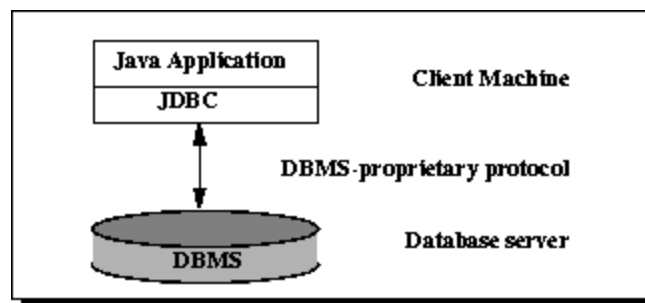 Java Application
Client Machine
JDBC
DBMS-proprietary protocol
Database server
DBMS